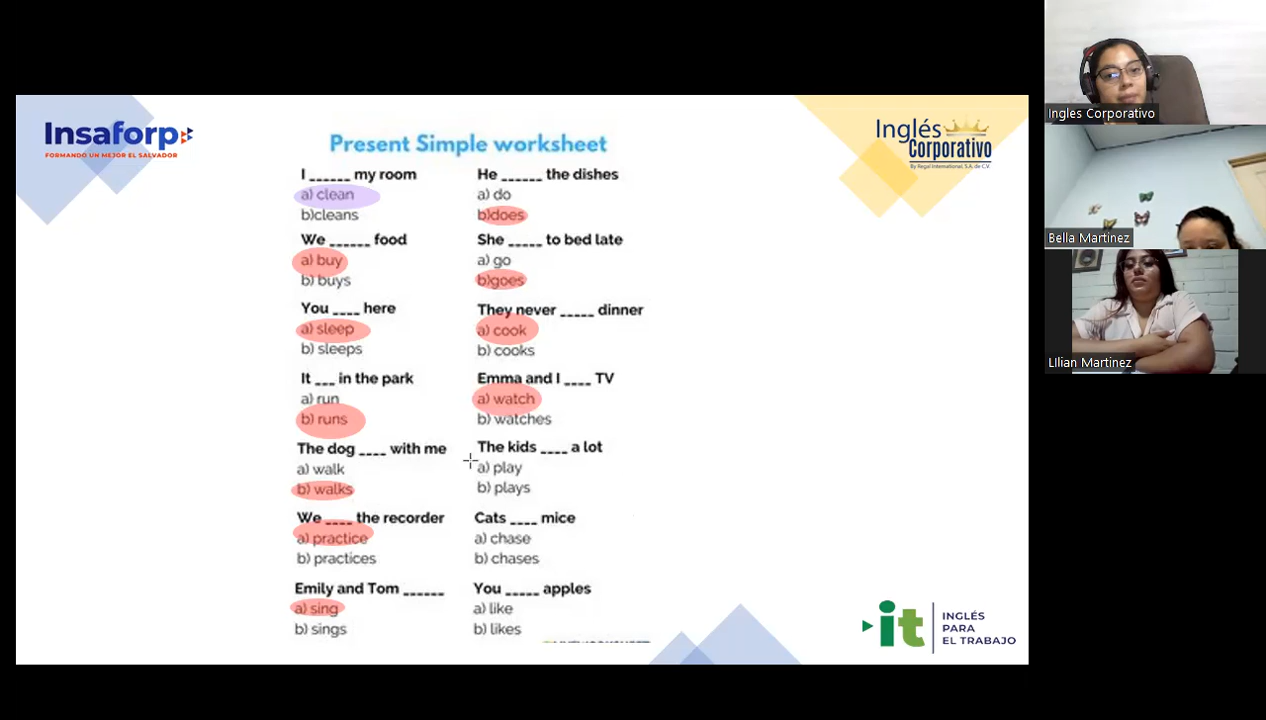 Insaforp
FORMANDO UN MEJOR EL SALVADOR
Present Simple worksheet
Inglés
Corporativo
By Regal International, S.A. de C.V.
I ______ my room
a) clean
b)cleans
We ______ food
a) buy
b) buys
You ____ here
a) sleep
b) sleeps
It ___ in the park
a) run
b) runs
The dog ____ with me
a) walk
b) walks
We ____ the recorder
a) practice
b) practices
Emily and Tom ______
a) sing
b) sings
He ______ the dishes
a) do
b)does
She _____ to bed late
a) go
b)goes
They never _____ dinner
a) cook
b) cooks
Emma and I ____ TV
a) watch
b) watches
The kids ____ a lot
a) play
b) plays
Cats ____ mice
a) chase
b) chases
You _____ apples
a) like
b) likes
it
INGLÉS
PARA
EL TRABAJO
Ingles Corporativo
Bella Martinez
LIlian Martinez